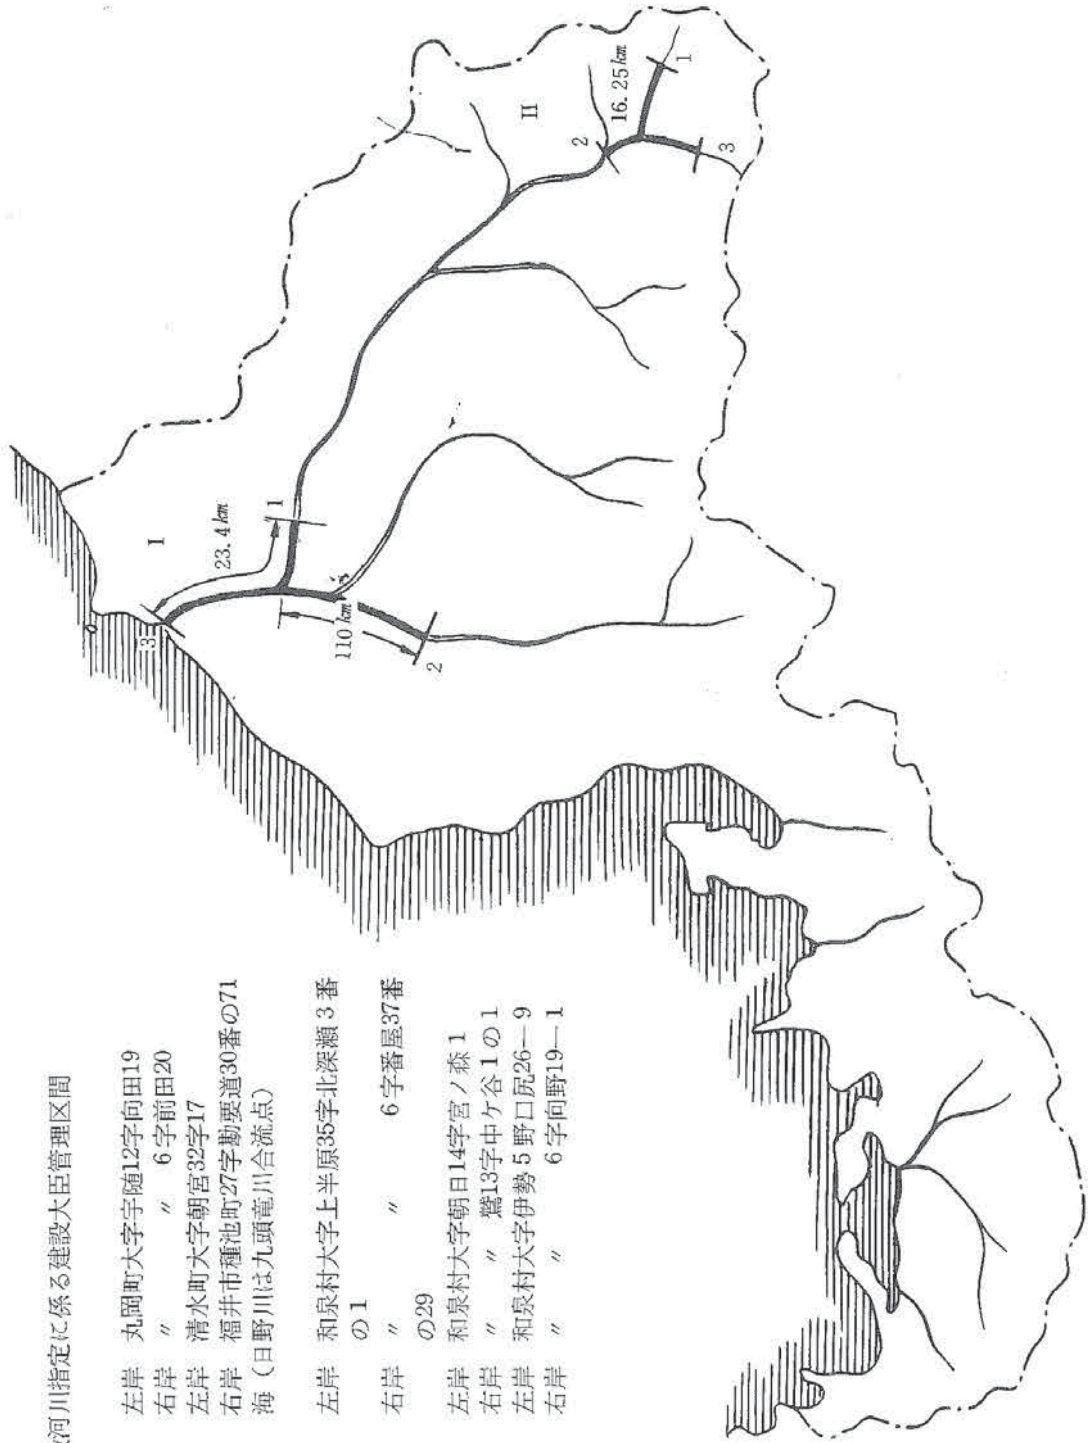 河川指定に係る建設大臣管理区間
左岸 丸岡町大字宇随12字向田19
右岸 〃 〃 6字前田20
左岸 清水町大字朝宮32字17
右岸 福井市種池町27字勘要道30番の71
海（日野川は九頭竜川合流点）
左岸 和泉村大字上半原35字北深瀬3番
の1
右岸 〃 〃 6字番屋37番
の29
左岸 和泉村大字朝日14字宮ノ森1
右岸 〃 〃 鷲13字中ケ谷1の1
左岸 和泉村大字伊勢5野口尻26―9
右岸 〃 〃 6字向野19―1
I
23.4km
1
3
110km
2
II
16.25km
1
2
3